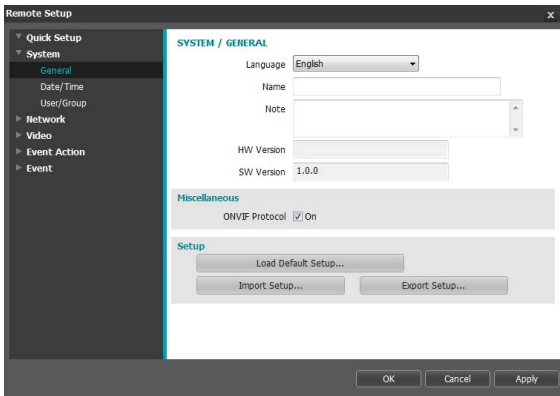 Remote Setup
x
Quick Setup
System
General
Date/Time
User/Group
Network
Video
Event Action
Event
SYSTEM / GENERAL
Language English
Name
Note
HW Version
SW Version 1.0.0
Miscellaneous
ONVIF Protocol On
Setup
Load Default Setup...
Import Setup... Export Setup...
OK Cancel Apply